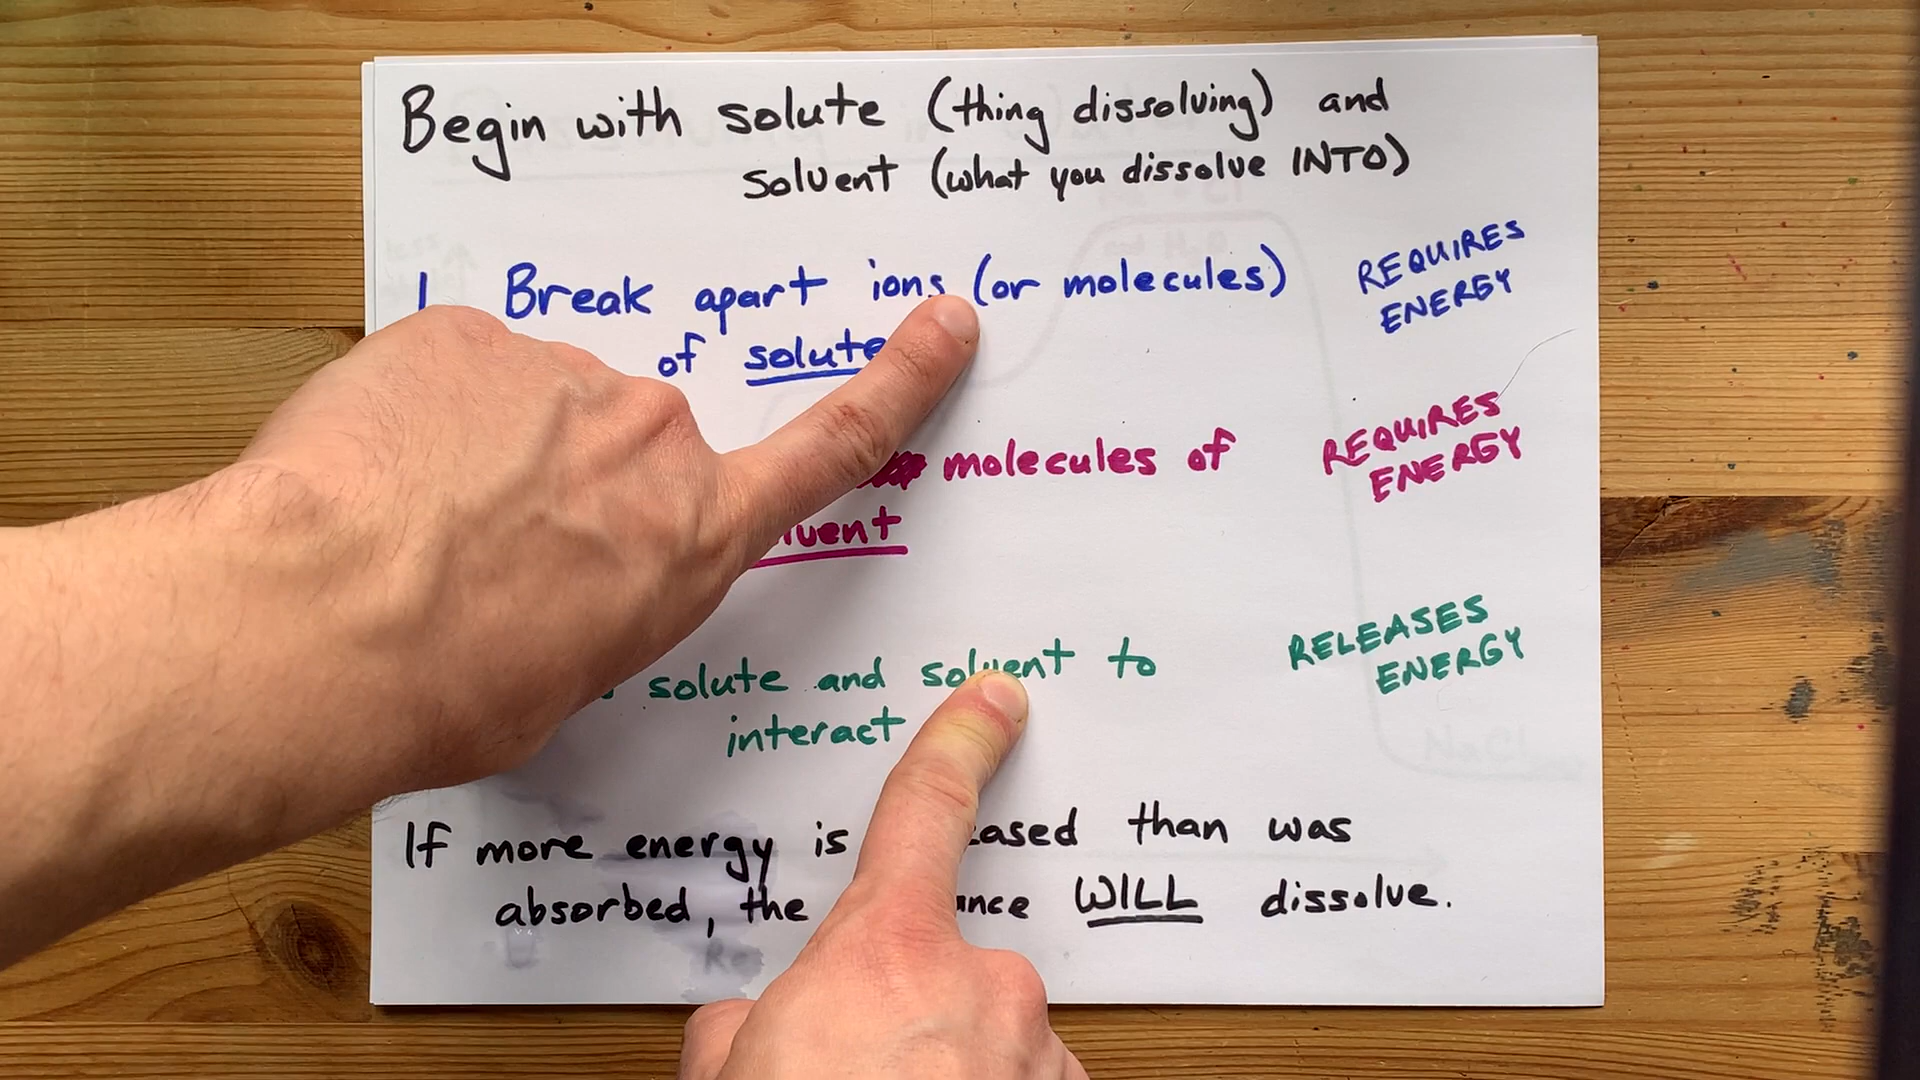 Begin with solute (thing dissolving) and
solvent (what you dissolve INTO)
1 Break apart ions (or molecules)
of solute
REQUIRES
ENERGY
molecules of
REQUIRES
ENERGY
solute and solvent to
interact
RELEASES
ENERGY
If more energy is than was
absorbed, the WILL dissolve.